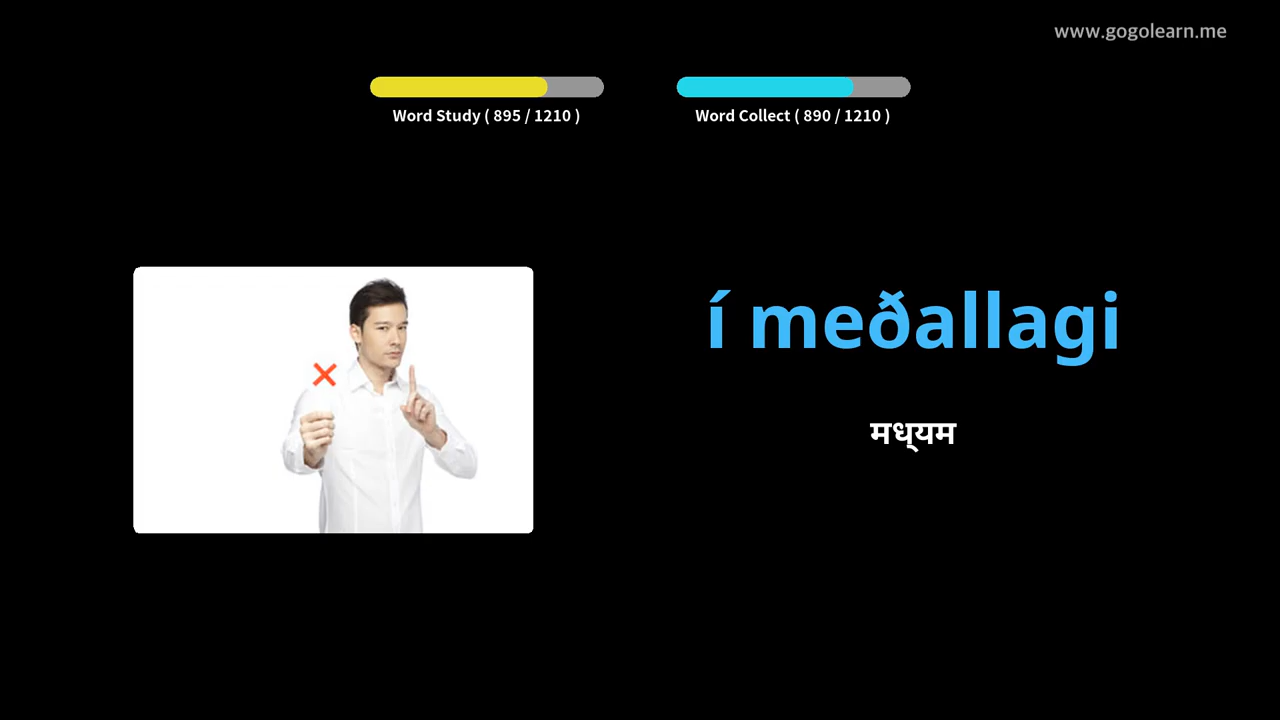 www.gogolearn.me
Word Study ( 895 / 1210 )
Word Collect ( 890 / 1210 )
í meðallagi
मध्यम